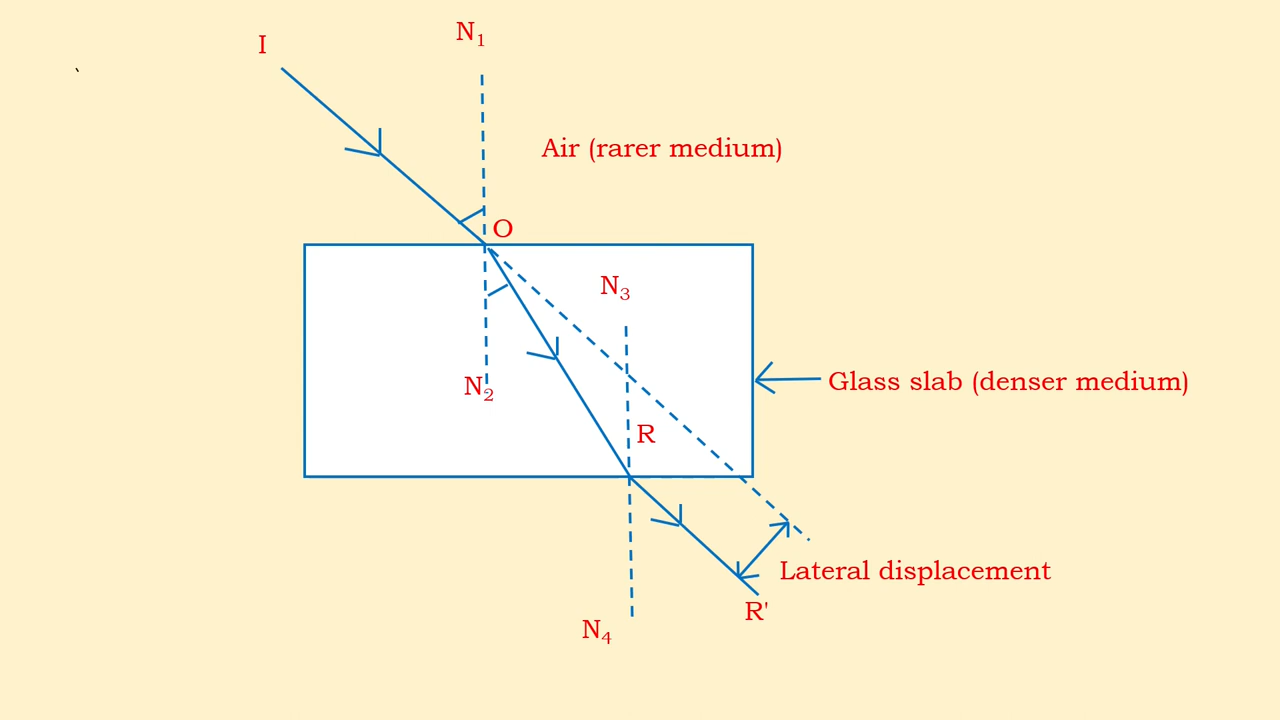 N₁
I
Air (rarer medium)
O
N₃
Glass slab (denser medium)
N₂
R
Lateral displacement
R'
N₄